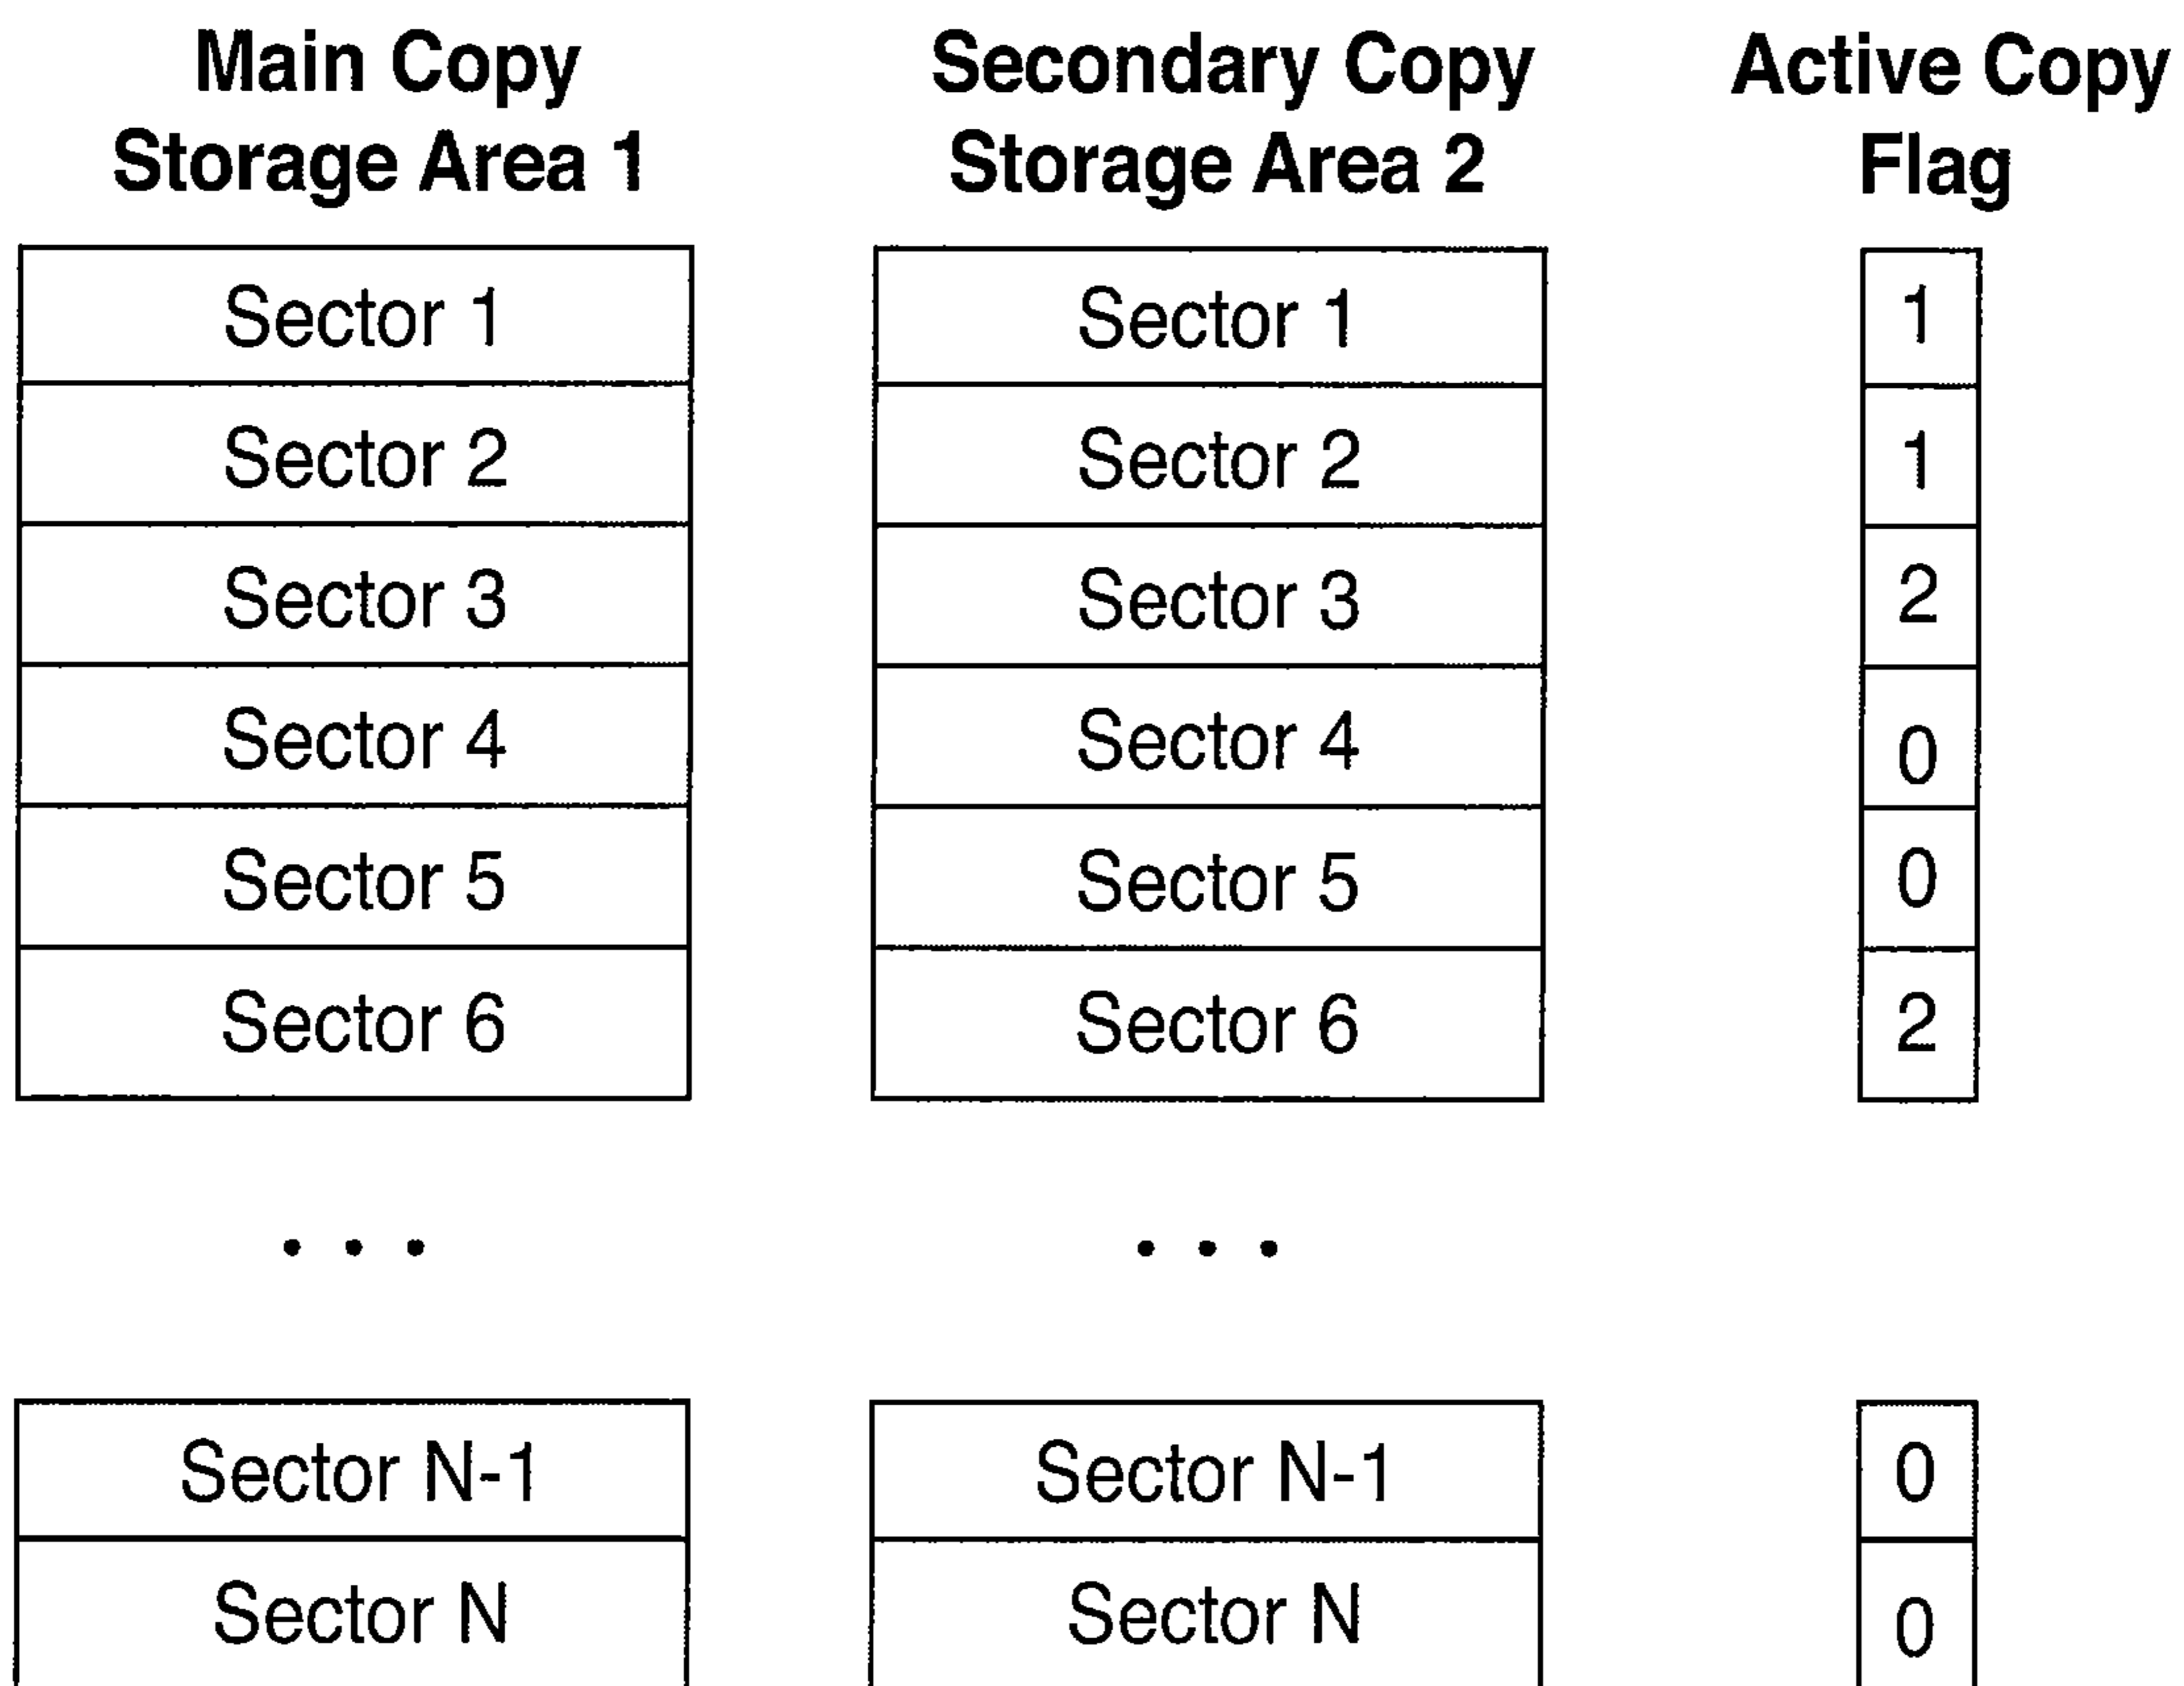 Main Copy
Storage Area 1
Secondary Copy
Storage Area 2
Active Copy
Flag
Sector 1
Sector 1
1
Sector 2
Sector 2
1
Sector 3
Sector 3
2
Sector 4
Sector 4
0
Sector 5
Sector 5
0
Sector 6
Sector 6
2
. . .
. . .
Sector N-1
Sector N-1
0
Sector N
Sector N
0